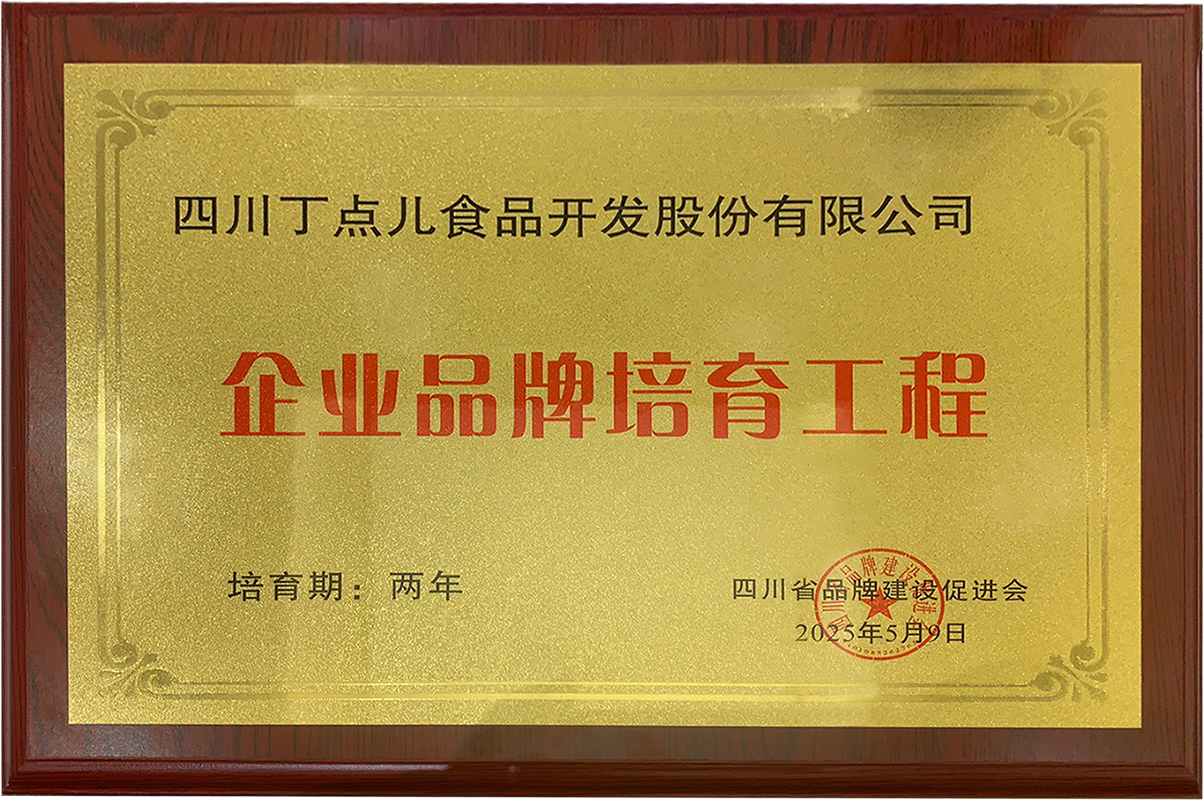 四川丁点儿食品开发股份有限公司
企业品牌培育工程
培育期：两年
四川省品牌建设促进会
2025年5月9日